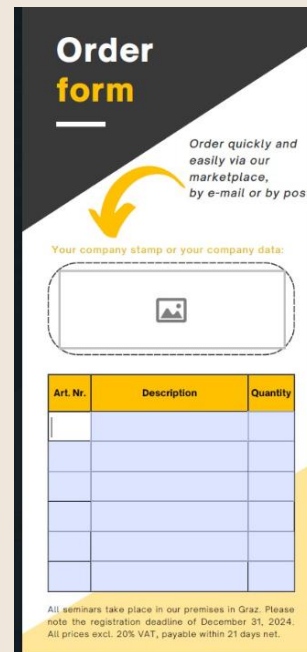 Order
form
Order quickly and
easily via our
marketplace,
by e-mail or by pos
Your company stamp or your company data:
Art. Nr. Description Quantity
All seminars take place in our premises in Graz. Please
note the registration deadline of December 31, 2024.
All prices excl. 20% VAT, payable within 21 days net.